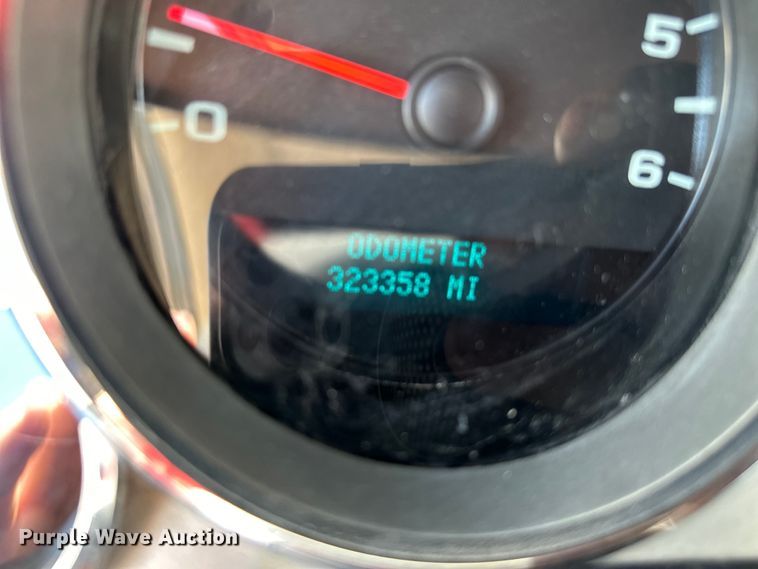 5
0
6
ODOMETER
323358 MI
Purple Wave Auction